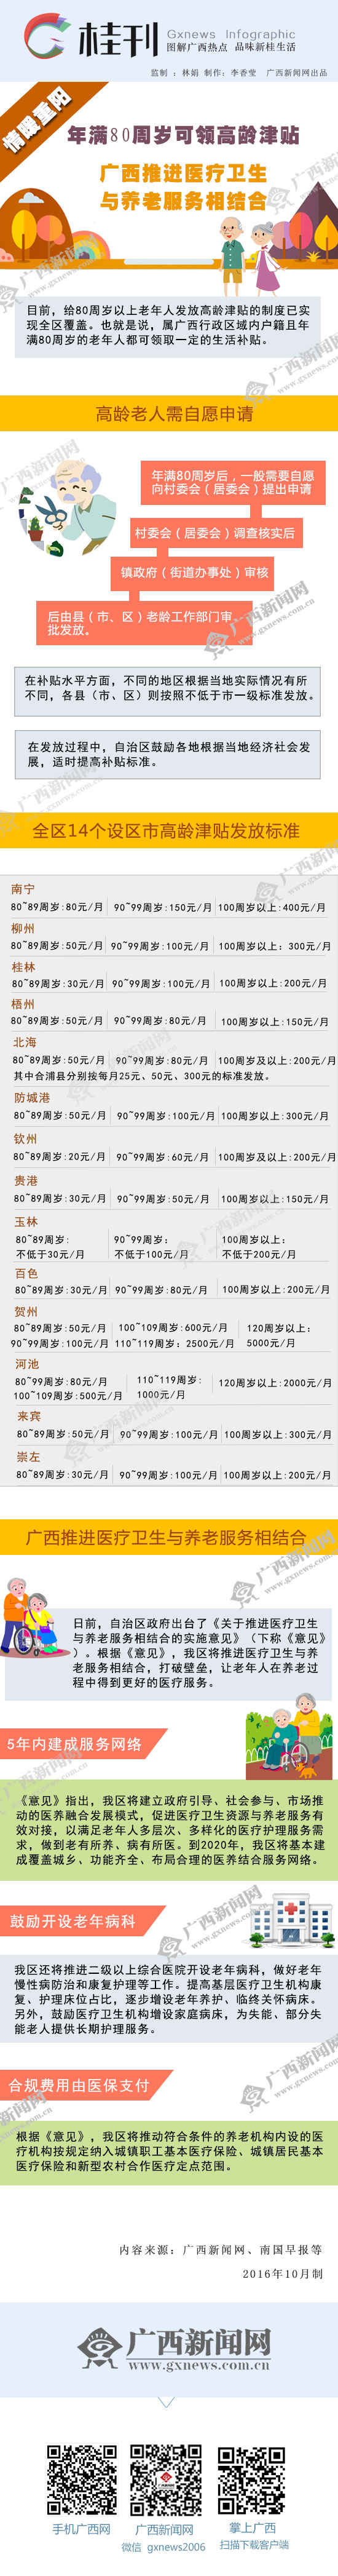 桂刊
Gxnews Infographic
图解广西热点 品味新桂生活
监制 ：林娟 制作：李香莹 广西新闻网出品
情暖重阳
年满80周岁可领高龄津贴
广西推进医疗卫生
与养老服务相结合
目前，给80周岁以上老年人发放高龄津贴的制度已实
现全区覆盖。也就是说，属广西行政区域内户籍且年
满80周岁的老年人都可领取一定的生活补贴。
高龄老人需自愿申请
年满80周岁后，一般需要自愿
向村委会（居委会）提出申请
村委会（居委会）调查核实后
镇政府（街道办事处）审核
后由县（市、区）老龄工作部门审
批发放。
在补贴水平方面，不同的地区根据当地实际情况有所
不同，各县（市、区）则按照不低于市一级标准发放。
在发放过程中，自治区鼓励各地根据当地经济社会发
展，适时提高补贴标准。
全区14个设区市高龄津贴发放标准
南宁
80~89周岁:80元/月 90~99周岁:150元/月 100周岁以上:400元/月
柳州
80~89周岁:50元/月 90~99周岁:100元/月 100周岁以上：300元/月
桂林
80~89周岁:30元/月 90~99周岁:100元/月 100周岁以上:200元/月
梧州
80~89周岁:50元/月 90~99周岁:80元/月 100周岁以上:150元/月
北海
80~89周岁:50元/月 90~99周岁:80元/月 100周岁及以上:200元/月
其中合浦县分别按每月25元、50元、300元的标准发放。
防城港
80~89周岁:50元/月 90~99周岁:100元/月 100周岁以上:300元/月
钦州
80~89周岁:20元/月 90~99周岁:60元/月 100周岁及以上:200元/月
贵港
80~89周岁:30元/月 90~99周岁:50元/月 100周岁以上:150元/月
玉林
80~89周岁： 90~99周岁： 100周岁以上：
不低于30元/月 不低于100元/月 不低于200元/月
百色
80~89周岁:30元/月 90~99周岁:80元/月 100周岁以上:200元/月
贺州
80~89周岁:50元/月 100~109周岁:600元/月 120周岁以上：
90~99周岁:100元/月 110~119周岁：2500元/月 5000元/月
河池
80~99周岁:80元/月 110~119周岁: 120周岁以上:2000元/月
100~109周岁:500元/月 1000元/月
来宾
80~89周岁:50元/月 90~99周岁:100元/月 100周岁以上:300元/月
崇左
80~89周岁:30元/月 90~99周岁:100元/月 100周岁以上:200元/月
广西推进医疗卫生与养老服务相结合
日前，自治区政府出台了《关于推进医疗卫生
与养老服务相结合的实施意见》（下称《意见》
）。根据《意见》，我区将推进医疗卫生与养
老服务相结合，打破壁垒，让老年人在养老过
程中得到更好的医疗服务。
5年内建成服务网络
《意见》指出，我区将建立政府引导、社会参与、市场推
动的医养融合发展模式，促进医疗卫生资源与养老服务有
效对接，以满足老年人多层次、多样化的医疗护理服务需
求，做到老有所养、病有所医。到2020年，我区将基本建
成覆盖城乡、功能齐全、布局合理的医养结合服务网络。
鼓励开设老年病科
我区还将推进二级以上综合医院开设老年病科，做好老年
慢性病防治和康复护理等工作。提高基层医疗卫生机构康
复、护理床位占比，逐步增设老年养护、临终关怀病床。
另外，鼓励医疗卫生机构增设家庭病床，为失能、部分失
能老人提供长期护理服务。
合规费用由医保支付
根据《意见》，我区将推动符合条件的养老机构内设的医
疗机构按规定纳入城镇职工基本医疗保险、城镇居民基本
医疗保险和新型农村合作医疗定点范围。
内容来源：广西新闻网、南国早报等
2016年10月制
广西新闻网
www.gxnews.com.cn
手机广西网 广西新闻网 掌上广西
微信 gxnews2006 扫描下载客户端